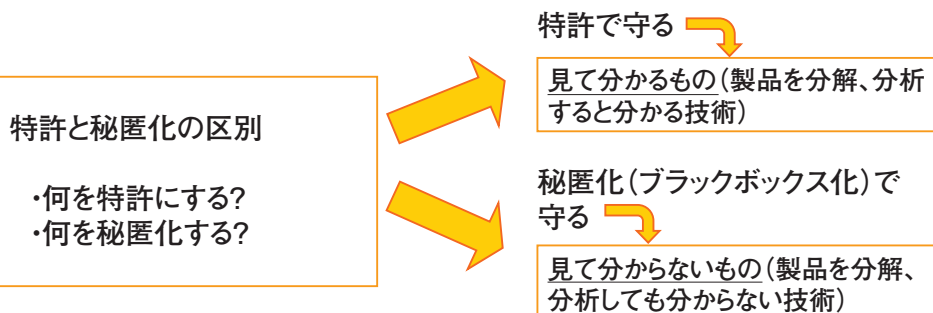 特許と秘匿化の区別
・何を特許にする?
・何を秘匿化する?
特許で守る
見て分かるもの(製品を分解、分析
すると分かる技術)
秘匿化(ブラックボックス化)で
守る
見て分からないもの(製品を分解、
分析しても分からない技術)